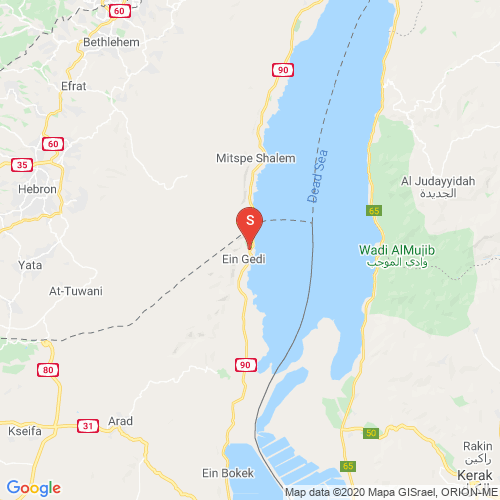 60
Bethlehem
90
Efrat
60
Mitspe Shalem
35
Dead Sea
Hebron
Al Judayyidah
الجديدة
65
S
Wadi AlMujib
وادي الموجب
Ein Gedi
Yata
At-Tuwani
90
80
Arad
31
Kseifa
50
Rakin
راكين
65
Ein Bokek
Kerak
Google
Map data ©2020 Mapa GISrael, ORION-ME